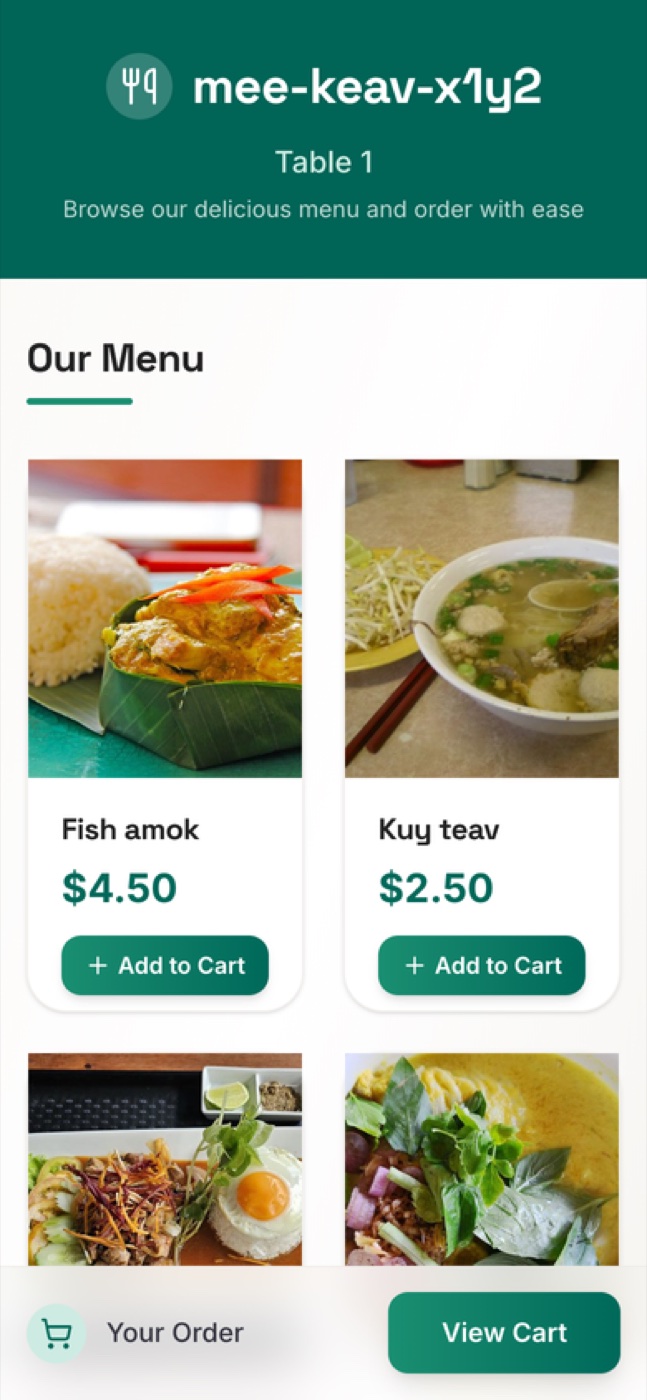 mee-keav-x1y2
Table 1
Browse our delicious menu and order with ease
Our Menu
Fish amok
$4.50
+ Add to Cart
Kuy teav
$2.50
+ Add to Cart
Your Order
View Cart